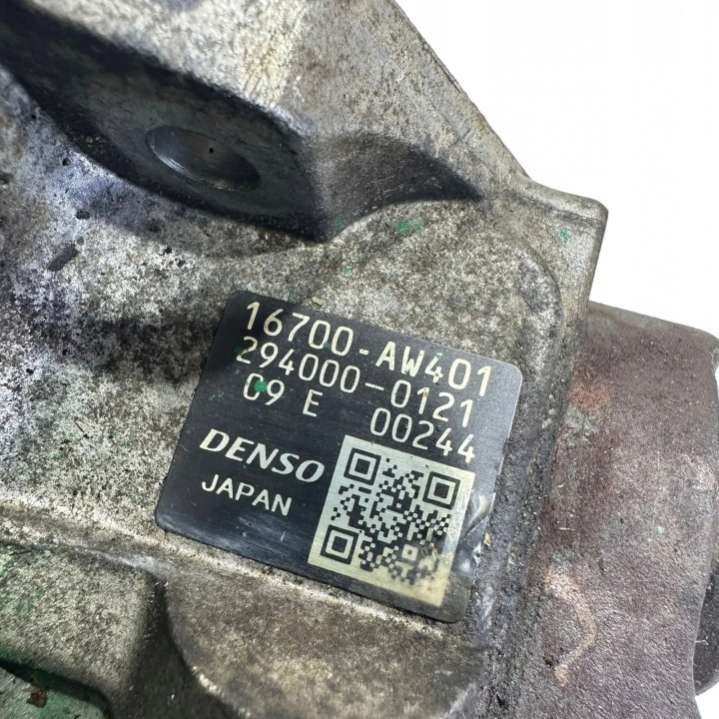 16700-AW401
294000-0121
09 E 00244
DENSO
JAPAN